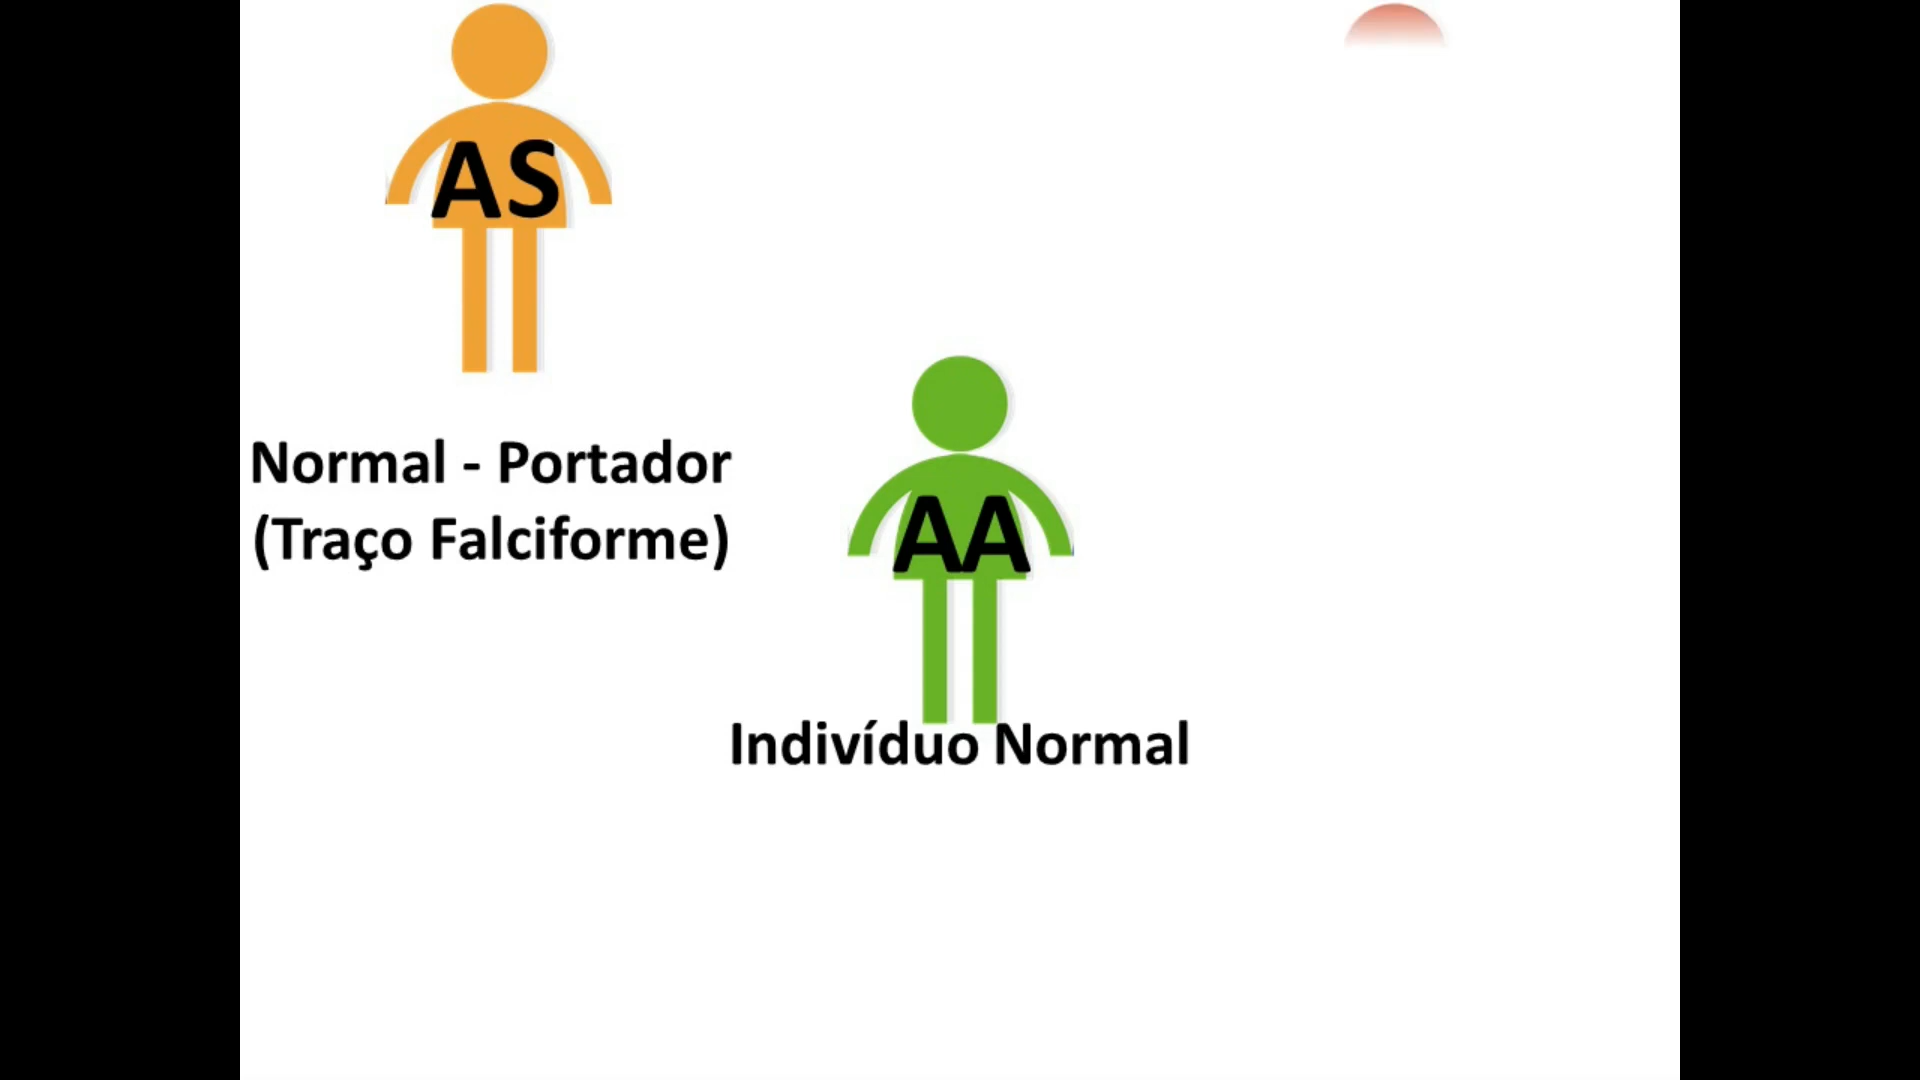 AS
Normal - Portador
(Traço Falciforme)
AA
Indivíduo Normal